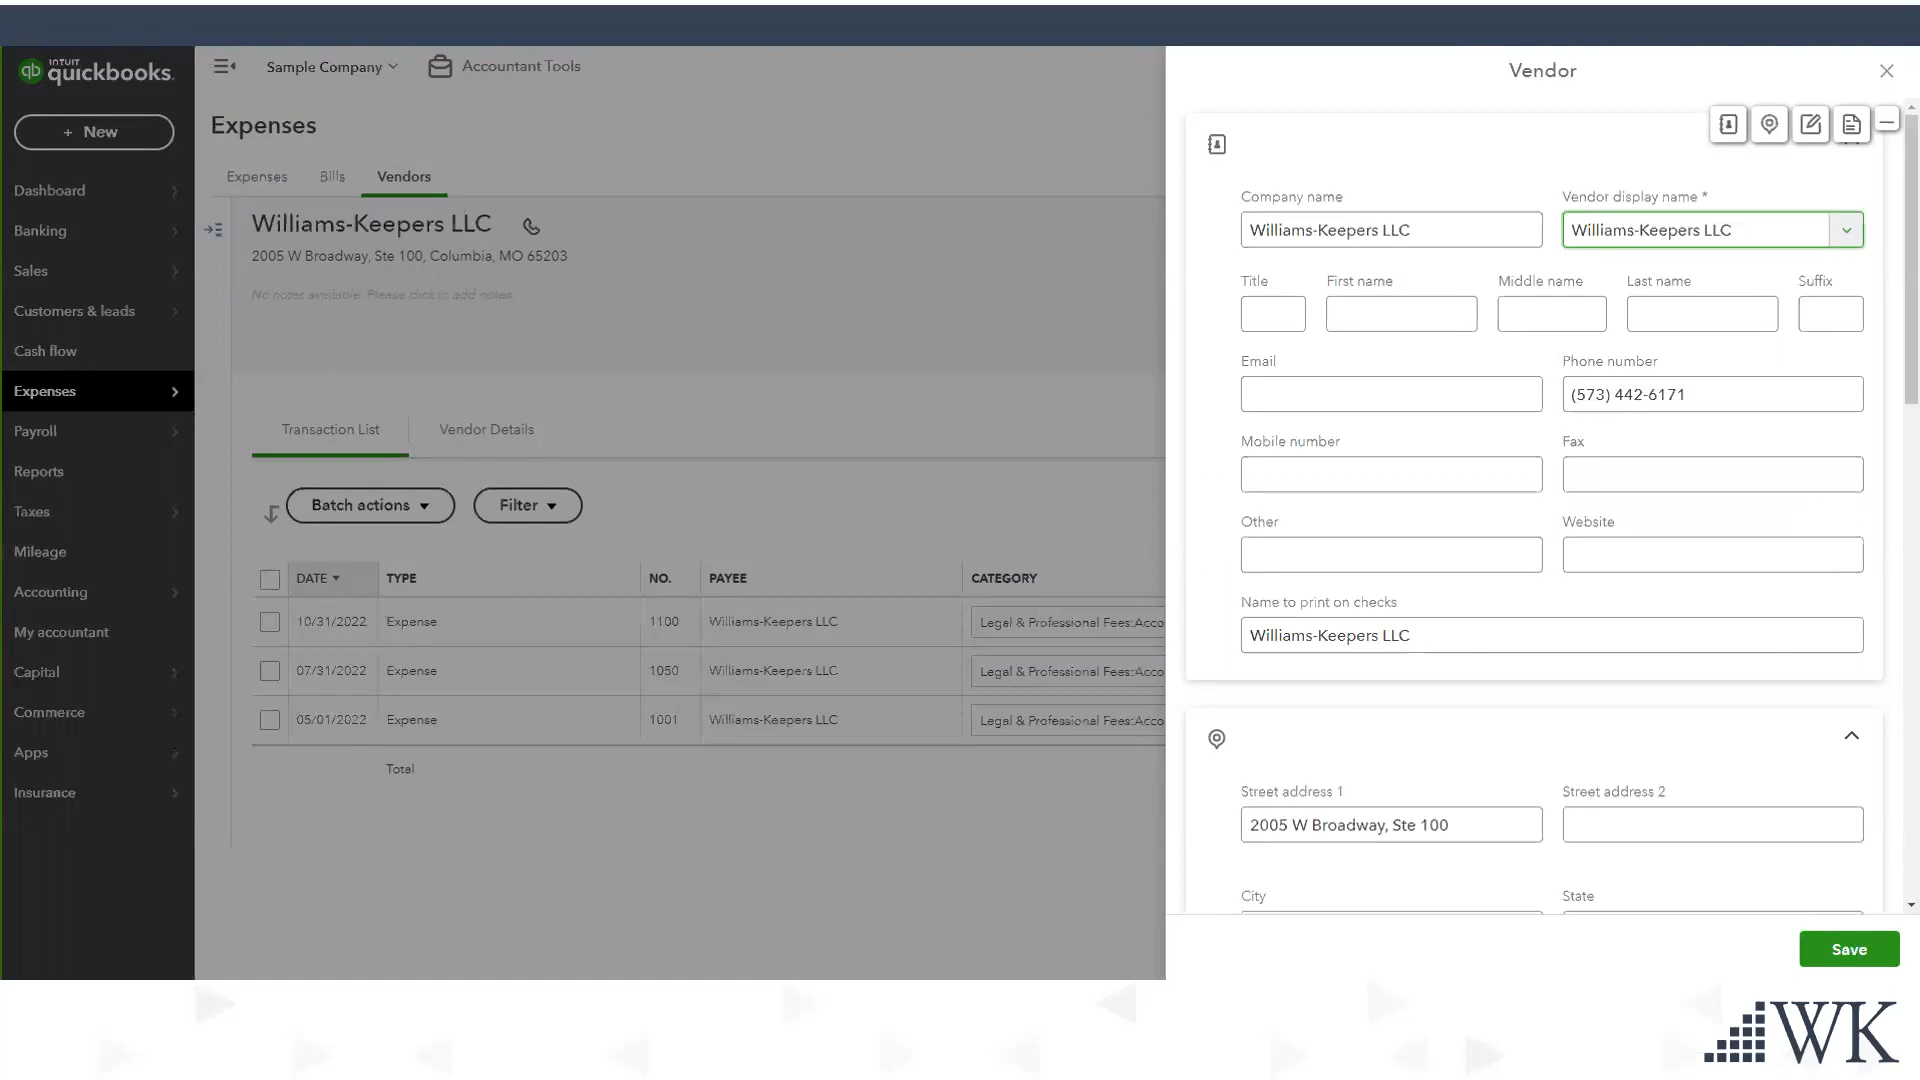 INTUIT
quickbooks.
Sample Company
Accountant Tools
+ New
Dashboard
Banking
Sales
Customers & leads
Cash flow
Expenses
Payroll
Reports
Taxes
Mileage
Accounting
My accountant
Capital
Commerce
Apps
Insurance
Expenses
Expenses Bills Vendors
Williams-Keepers LLC
2005 W Broadway, Ste 100, Columbia, MO 65203
No notes available. Please click to add notes.
Transaction List Vendor Details
Batch actions Filter
DATE TYPE NO. PAYEE CATEGORY
10/31/2022 Expense 1100 Williams-Keepers LLC Legal & Professional Fees:Acco
07/31/2022 Expense 1050 Williams-Keepers LLC Legal & Professional Fees:Acco
05/01/2022 Expense 1001 Williams-Keepers LLC Legal & Professional Fees:Acco
Total
Vendor
Company name Vendor display name *
Williams-Keepers LLC Williams-Keepers LLC
Title First name Middle name Last name Suffix
Email Phone number
(573) 442-6171
Mobile number Fax
Other Website
Name to print on checks
Williams-Keepers LLC
Street address 1 Street address 2
2005 W Broadway, Ste 100
City State
Save
WK